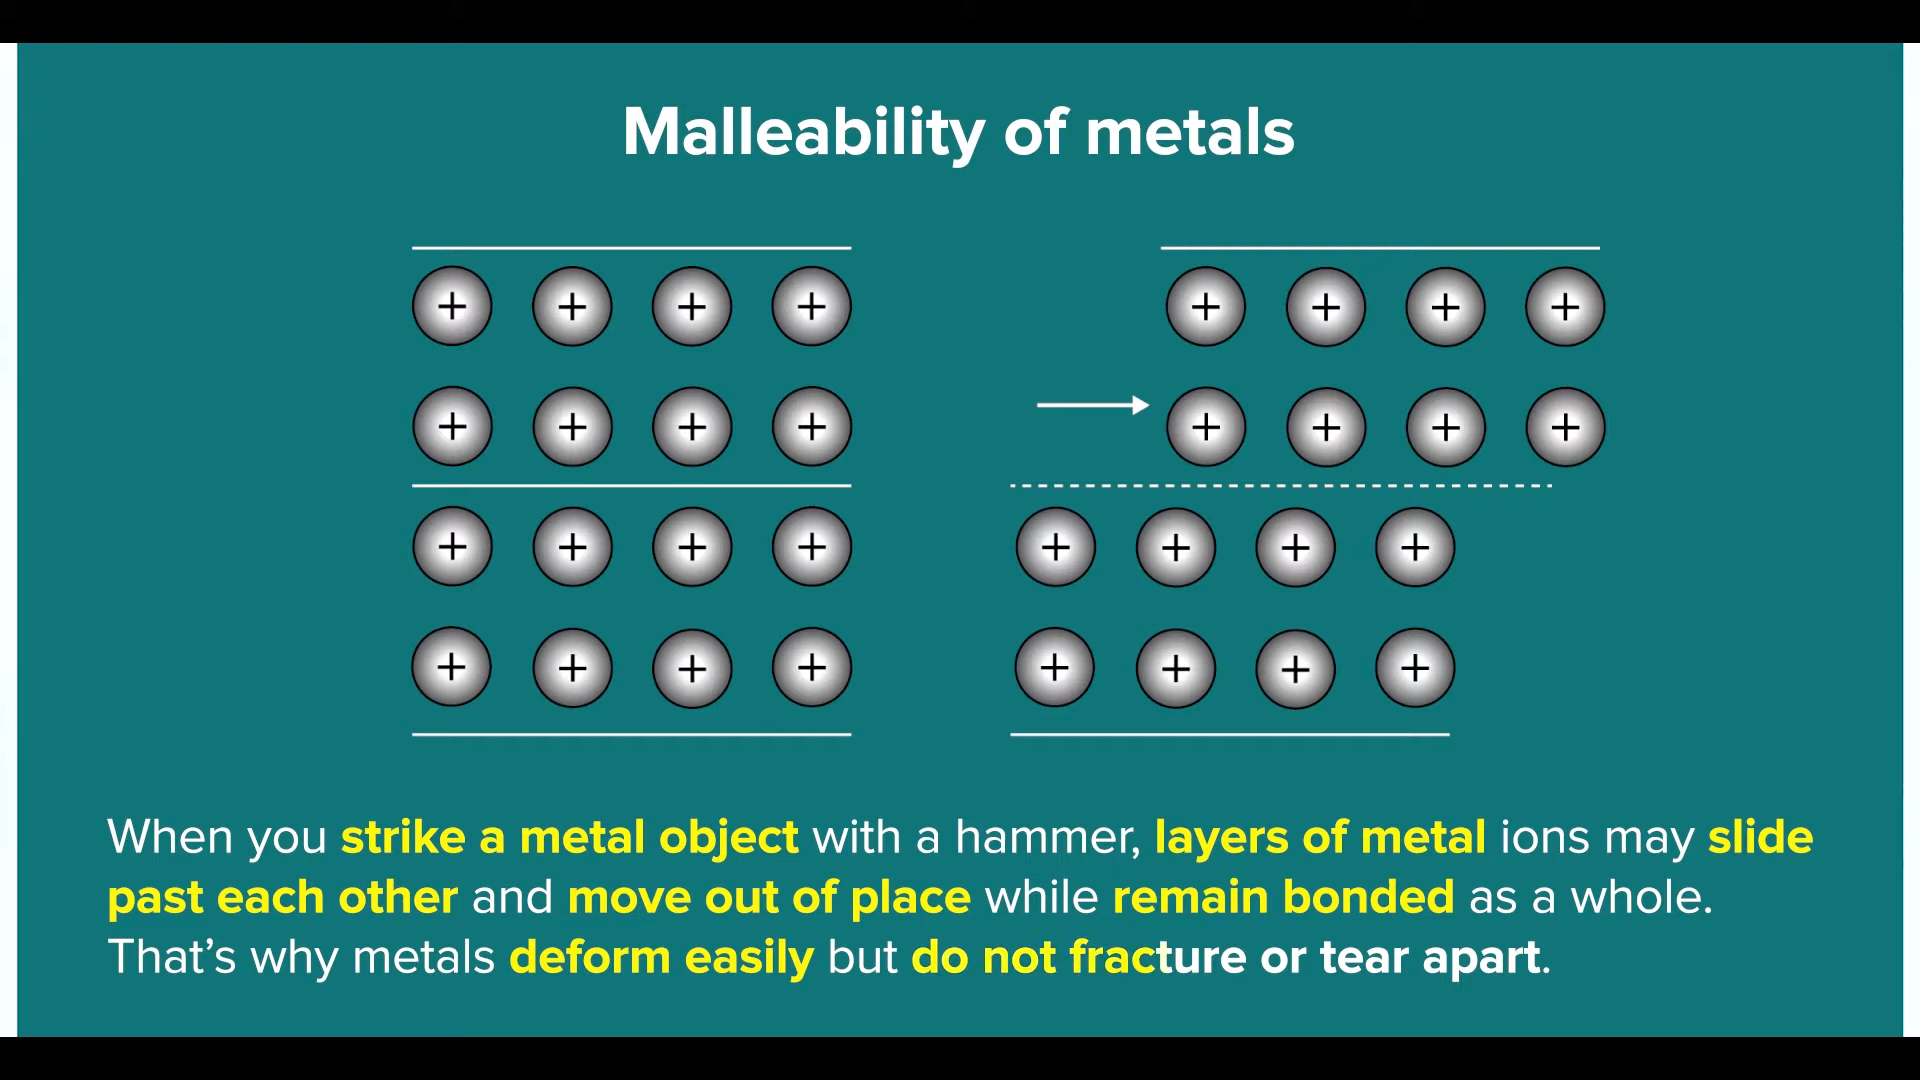 Malleability of metals
+ + + + + + + +
+ + + + + + + +
+ + + + + + + +
+ + + + + + + +
When you strike a metal object with a hammer, layers of metal ions may slide
past each other and move out of place while remain bonded as a whole.
That’s why metals deform easily but do not fracture or tear apart.